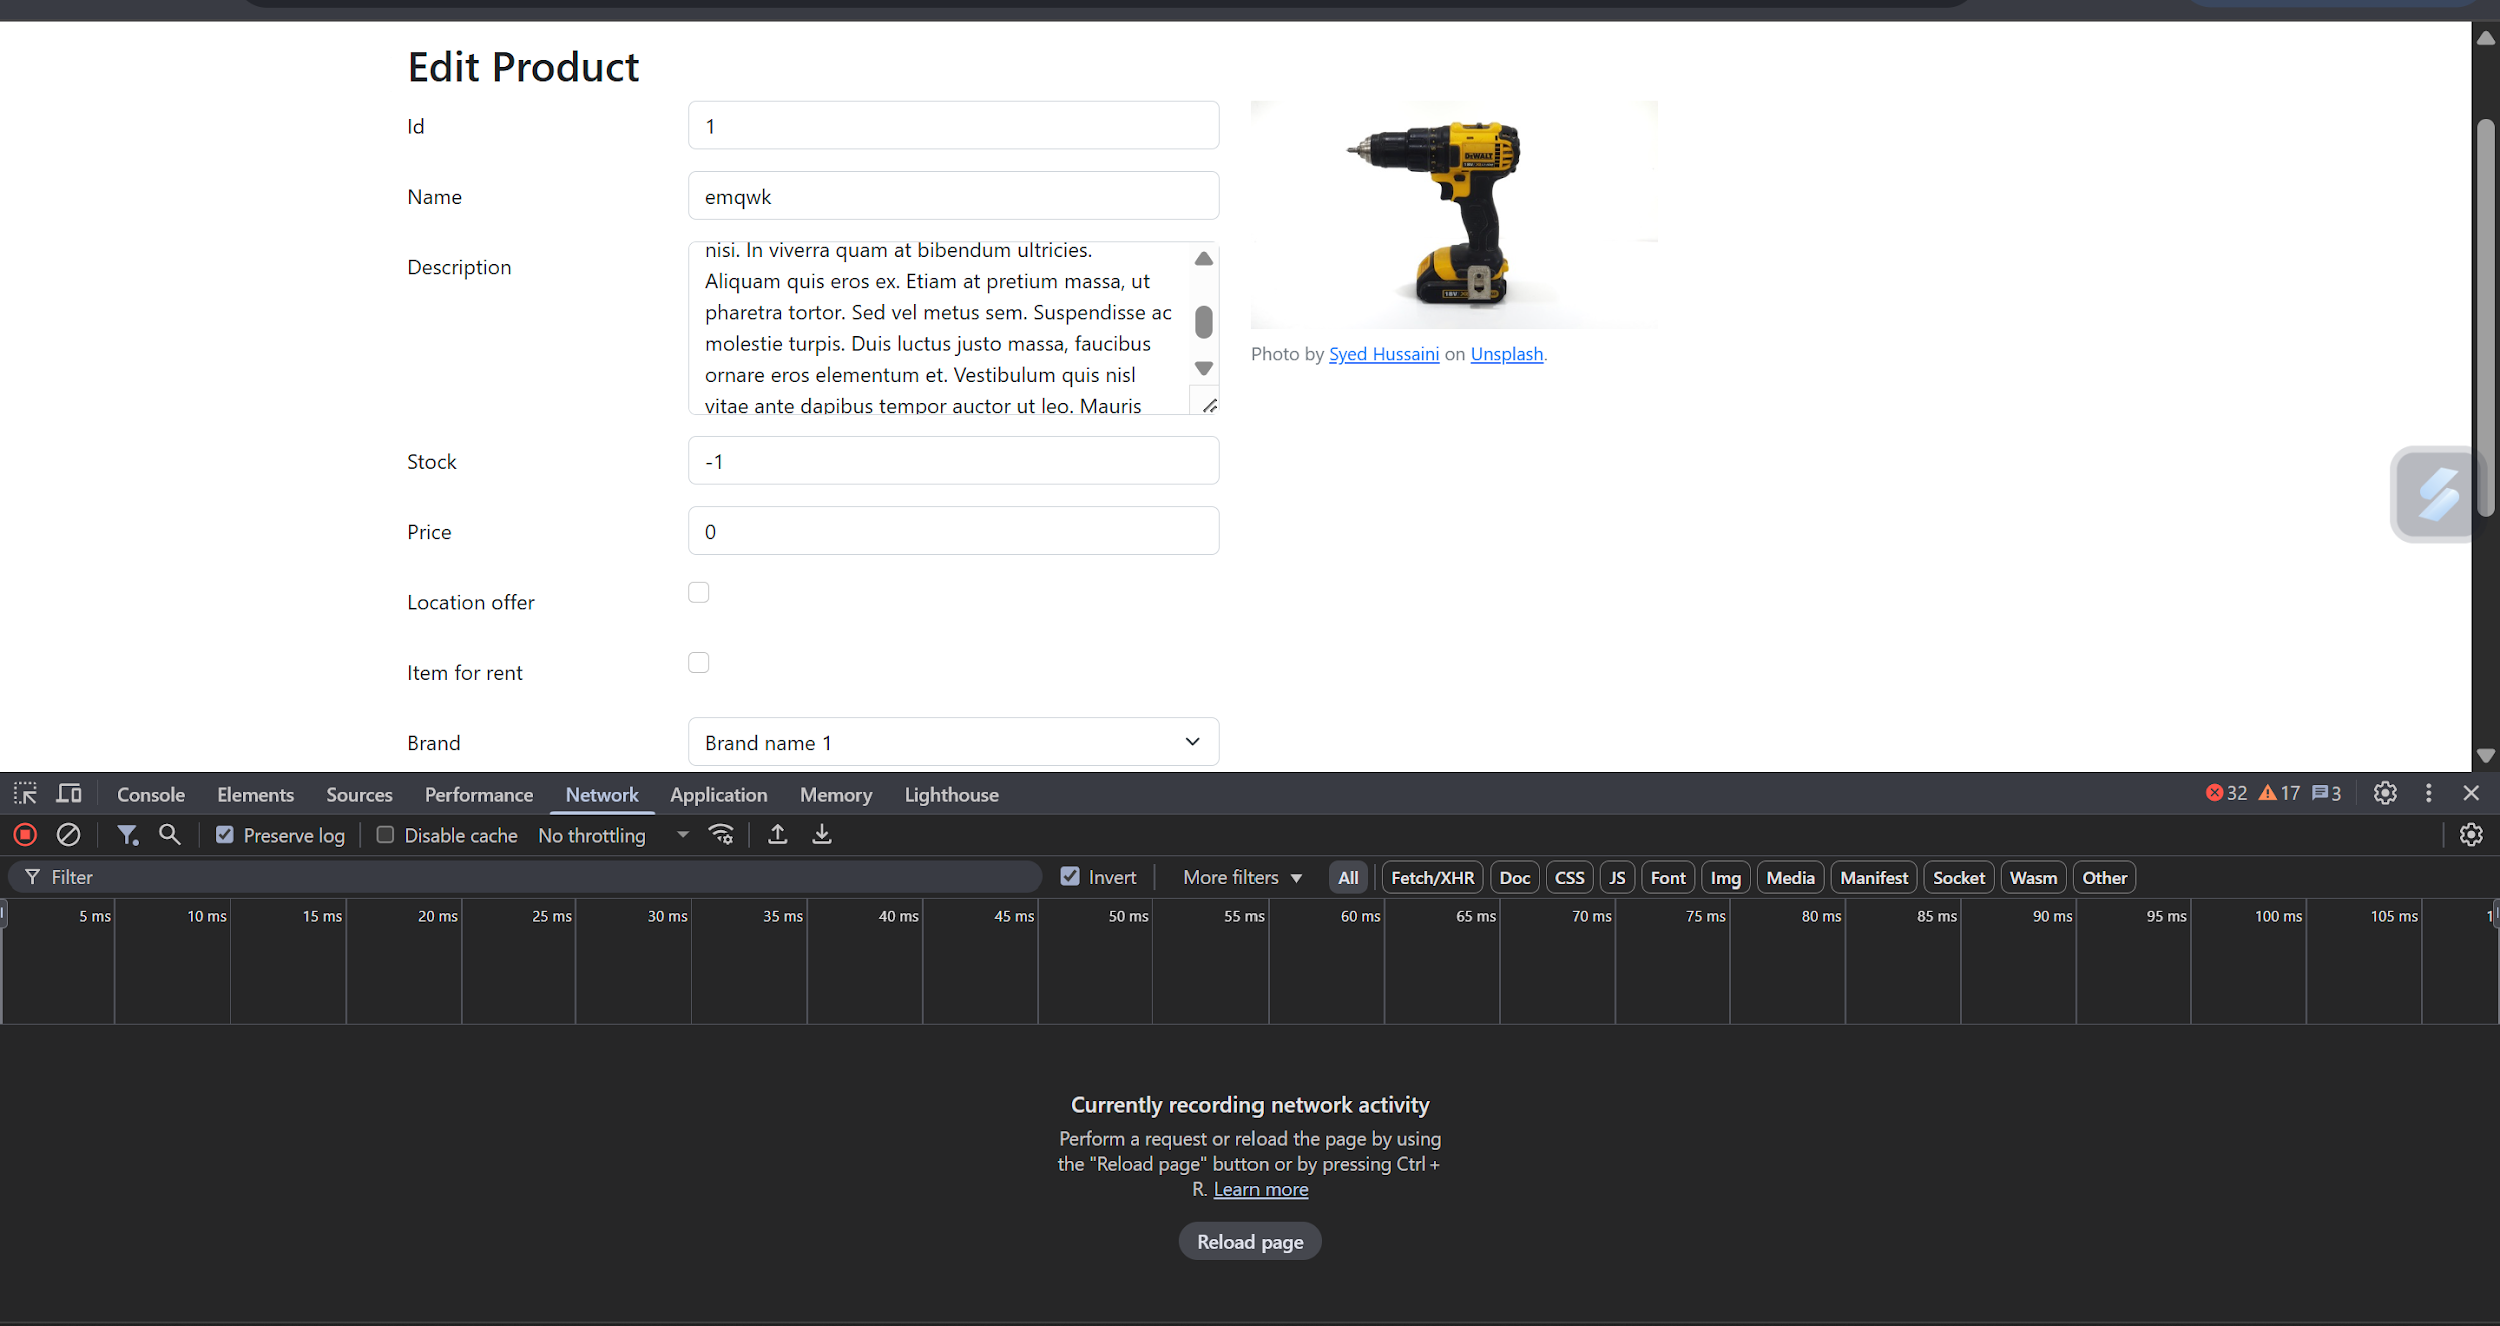 Edit Product
Id
1
Name
emqwk
Description
nisi. In viverra quam at bibendum ultricies.
Aliquam quis eros ex. Etiam at pretium massa, ut
pharetra tortor. Sed vel metus sem. Suspendisse ac
molestie turpis. Duis luctus justo massa, faucibus
ornare eros elementum et. Vestibulum quis nisl
vitae ante dapibus tempor auctor ut leo. Mauris
DEWALT
Photo by Syed Hussaini on Unsplash.
Stock
-1
Price
0
Location offer
Item for rent
Brand
Brand name 1
Console Elements Sources Performance Network Application Memory Lighthouse 32 17 3
Preserve log Disable cache No throttling
Filter Invert More filters All Fetch/XHR Doc CSS JS Font Img Media Manifest Socket Wasm Other
5 ms 10 ms 15 ms 20 ms 25 ms 30 ms 35 ms 40 ms 45 ms 50 ms 55 ms 60 ms 65 ms 70 ms 75 ms 80 ms 85 ms 90 ms 95 ms 100 ms 105 ms
Currently recording network activity
Perform a request or reload the page by using
the "Reload page" button or by pressing Ctrl +
R. Learn more
Reload page